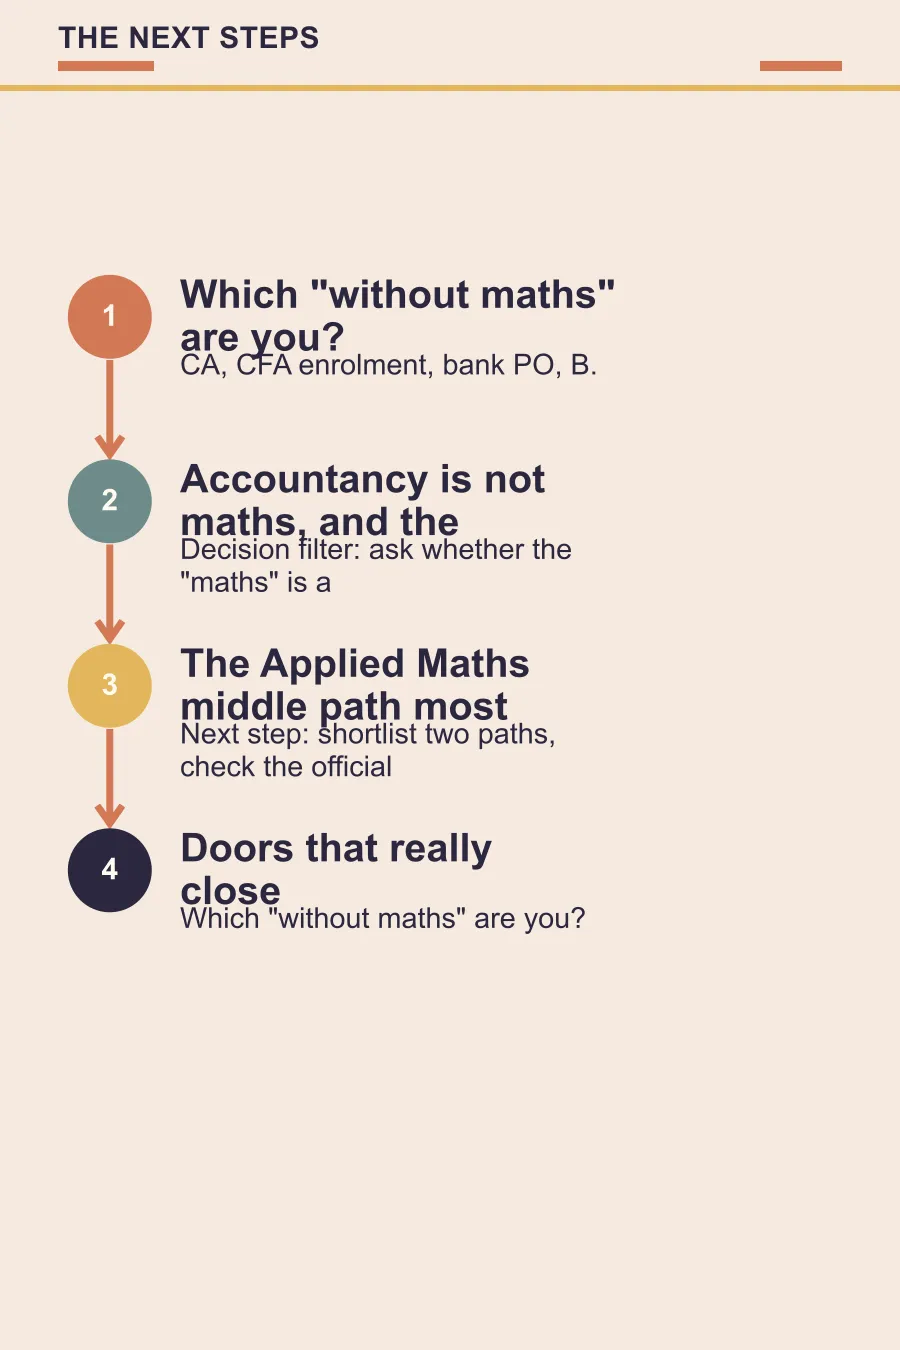 THE NEXT STEPS
1
Which "without maths"
are you?
CA, CFA enrolment, bank PO, B.
2
Accountancy is not
maths, and the
Decision filter: ask whether the
"maths" is a
3
The Applied Maths
middle path most
Next step: shortlist two paths,
check the official
4
Doors that really
close
Which "without maths" are you?